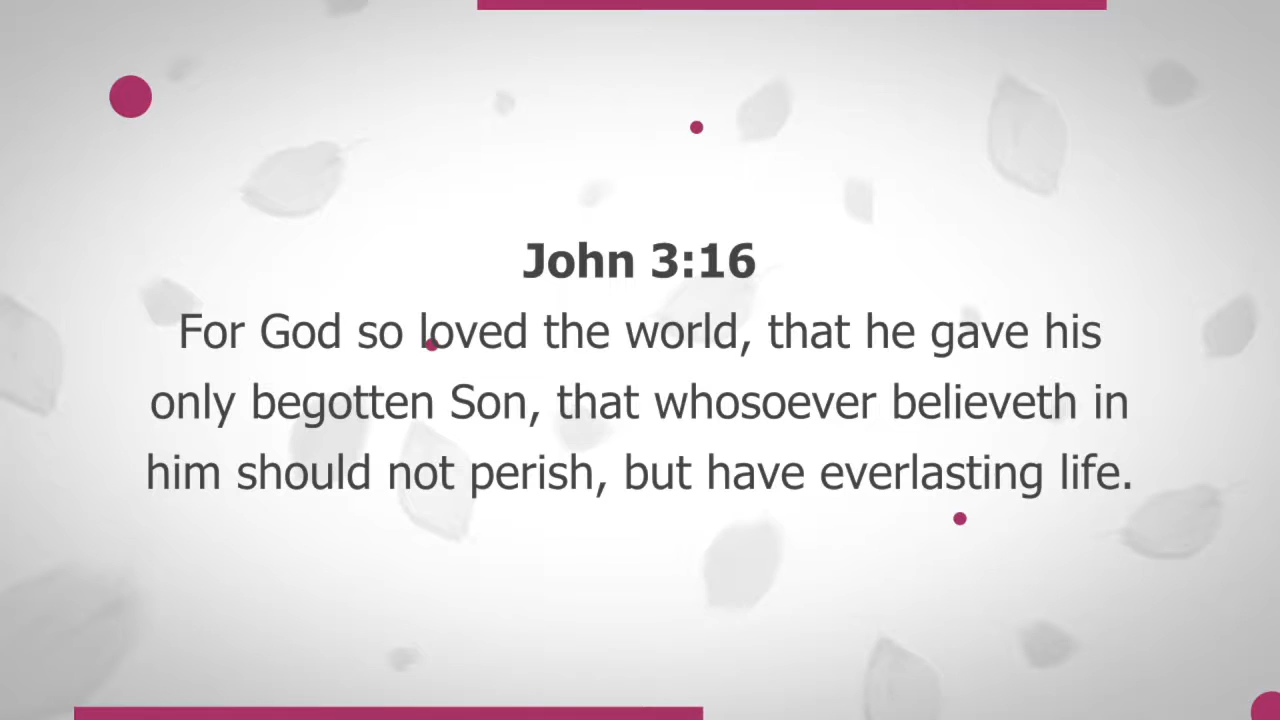 John 3:16
For God so loved the world, that he gave his
only begotten Son, that whosoever believeth in
him should not perish, but have everlasting life.